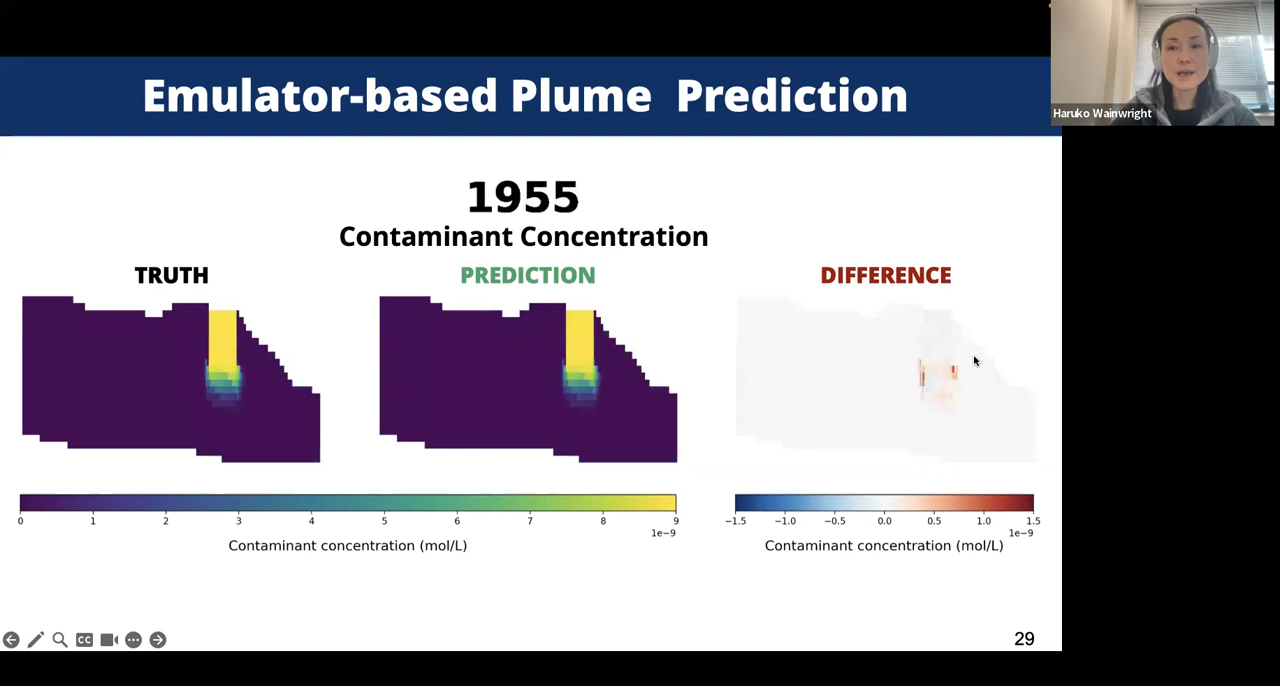 Emulator-based Plume Prediction
Haruko Wainwright
1955
Contaminant Concentration
TRUTH PREDICTION DIFFERENCE
0 1 2 3 4 5 6 7 8 9
1e−9
Contaminant concentration (mol/L)
−1.5 −1.0 −0.5 0.0 0.5 1.0 1.5
1e−9
Contaminant concentration (mol/L)
CC
29